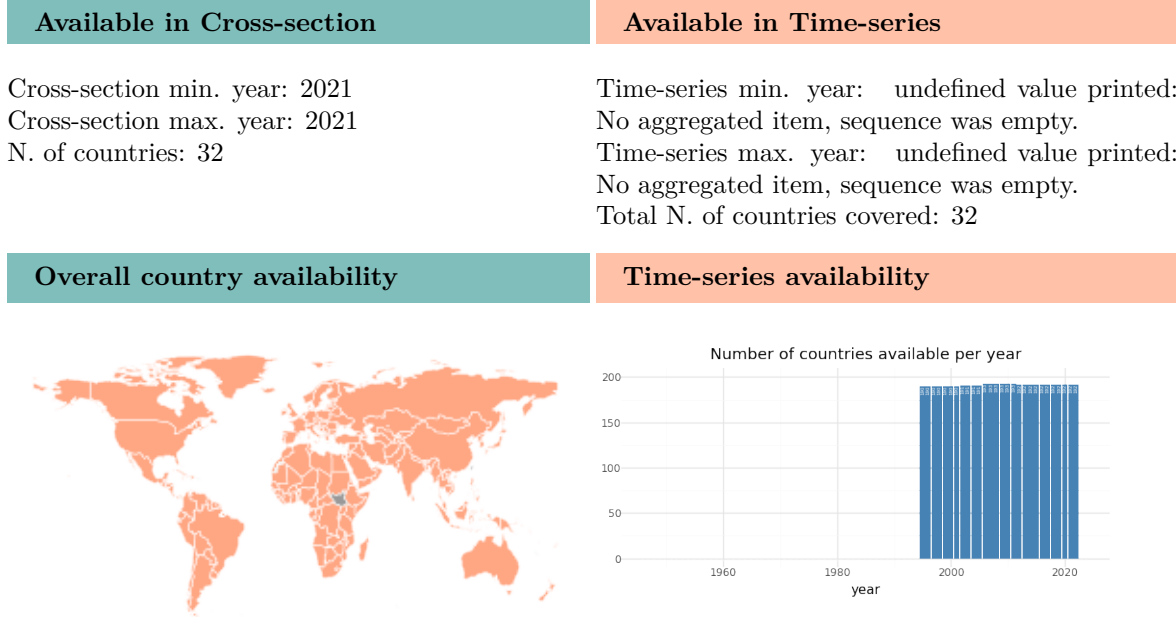 Available in Cross-section
Cross-section min. year: 2021
Cross-section max. year: 2021
N. of countries: 32
Available in Time-series
Time-series min. year: undefined value printed:
No aggregated item, sequence was empty.
Time-series max. year: undefined value printed:
No aggregated item, sequence was empty.
Total N. of countries covered: 32
Overall country availability
Time-series availability
Number of countries available per year
200
150
100
50
0
1960 1980 2000 2020
year